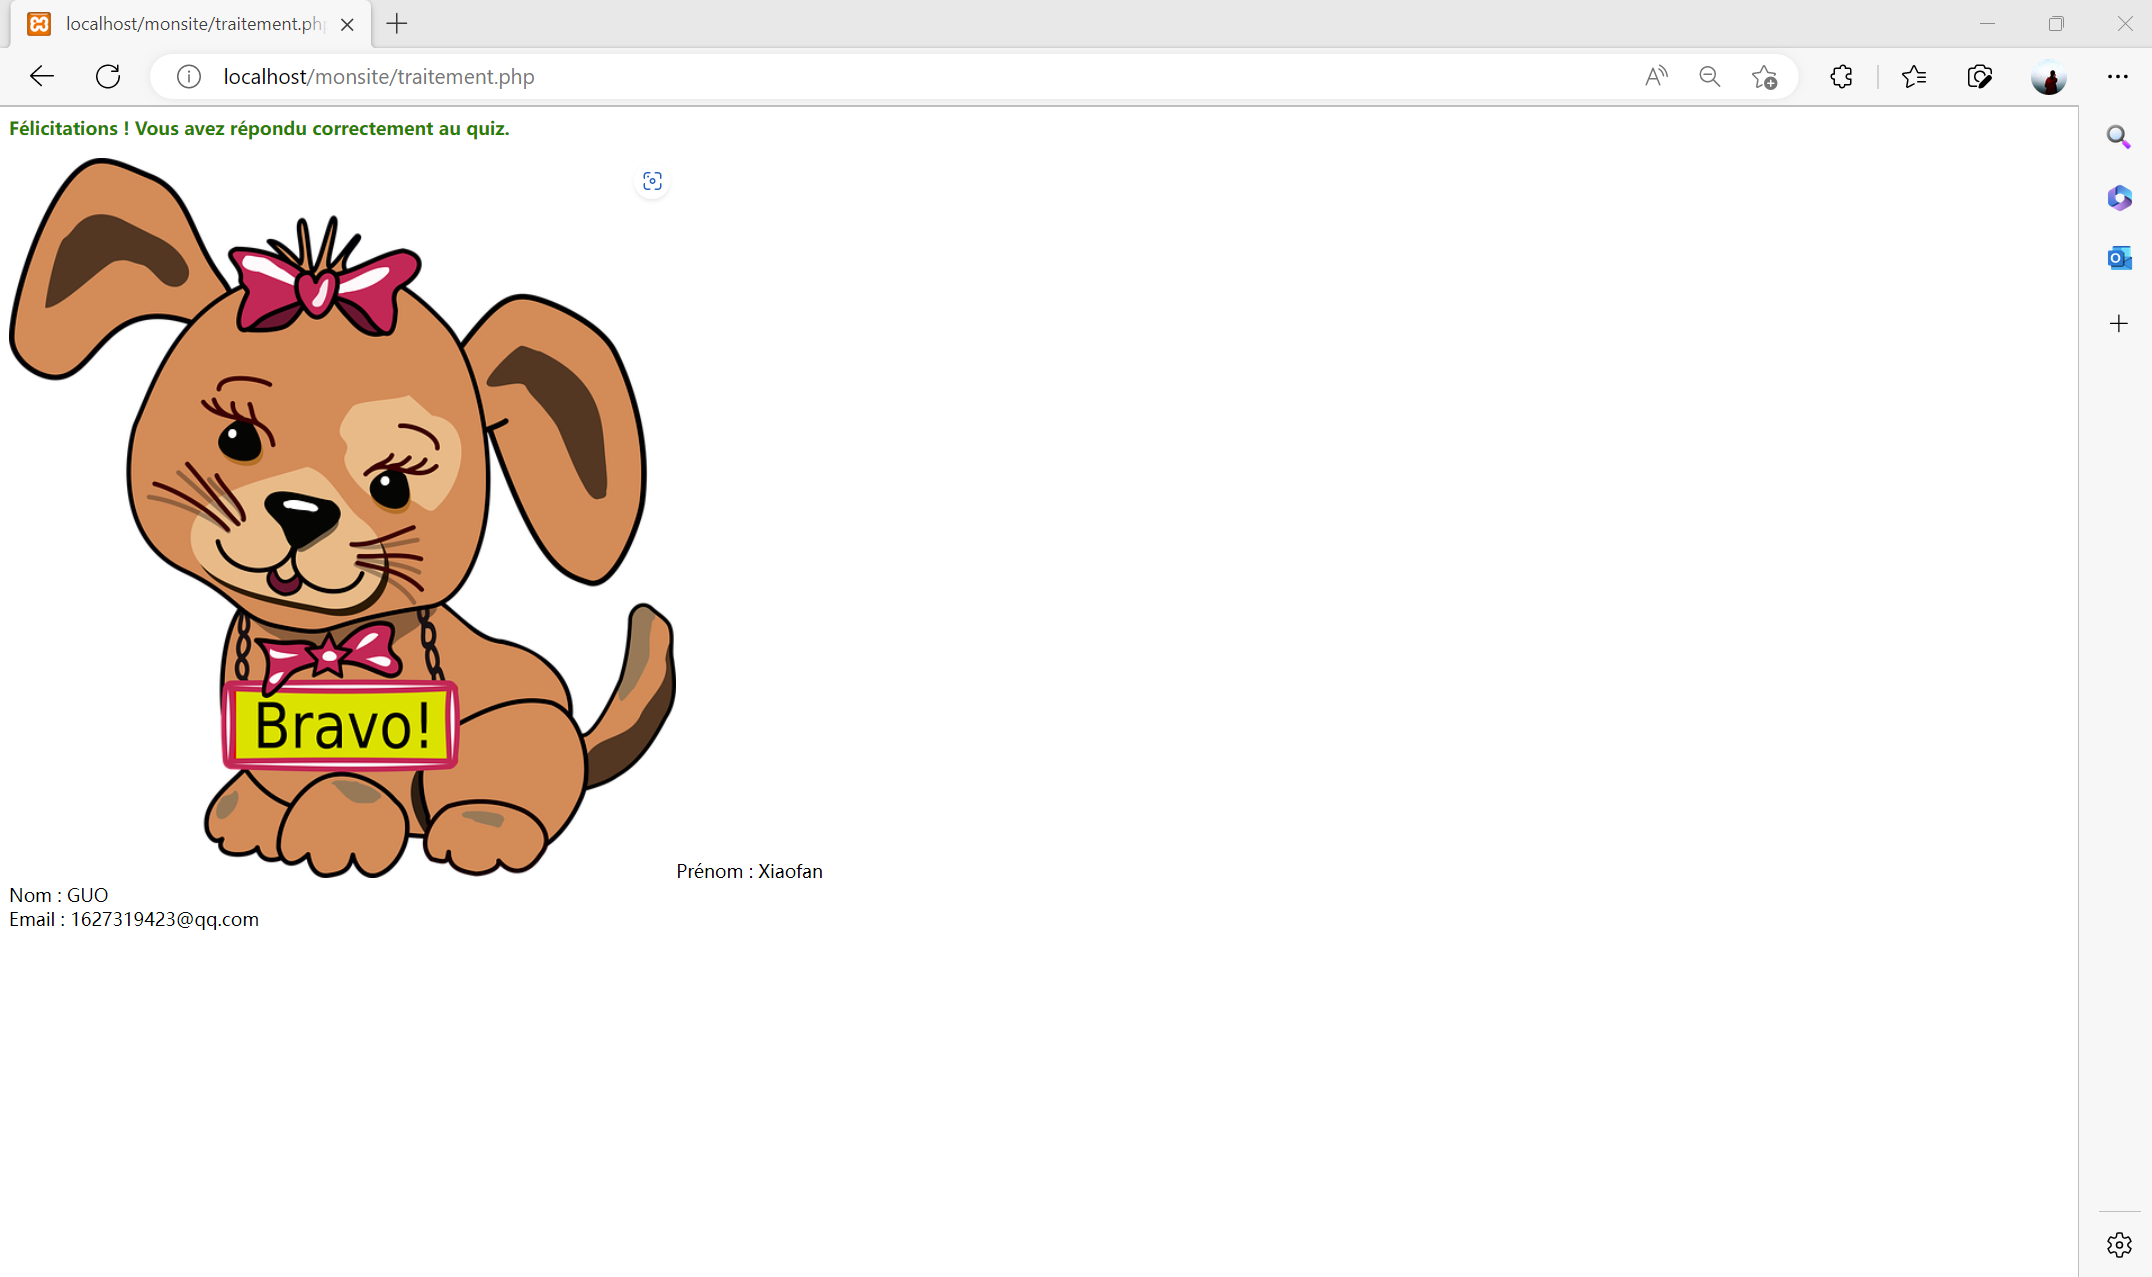 localhost/monsite/traitement.php
localhost/monsite/traitement.php
Félicitations ! Vous avez répondu correctement au quiz.
Bravo!
Prénom : Xiaofan
Nom : GUO
Email : 1627319423@qq.com